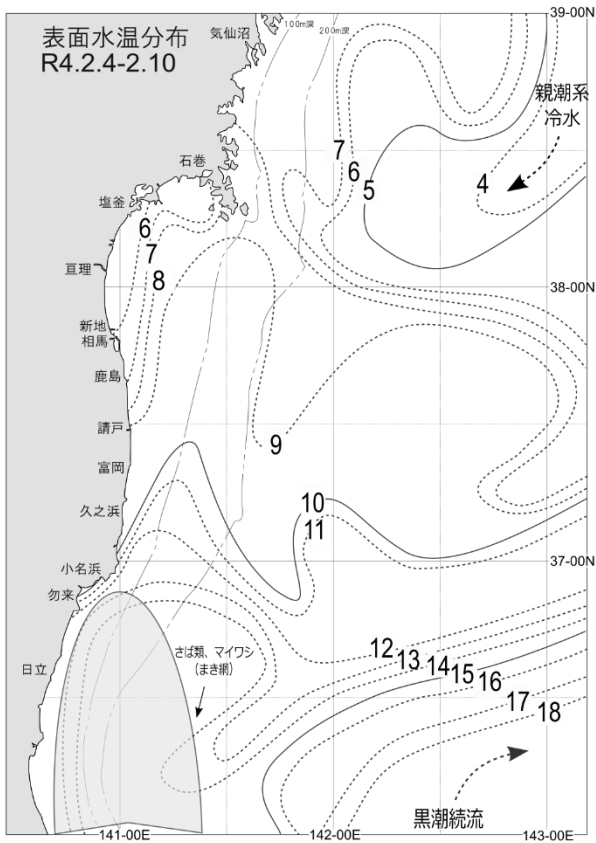 表面水温分布
R4.2.4-2.10
気仙沼
100m深
200m深
39-00N
親潮系
冷水
石巻
7
6
5
4
塩釜
6
7
8
亘理
38-00N
新地
相馬
鹿島
請戸
9
富岡
10
11
久之浜
37-00N
小名浜
勿来
さば類、マイワシ
(まき網)
日立
12
13
14
15
16
17
18
黒潮続流
141-00E
142-00E
143-00E